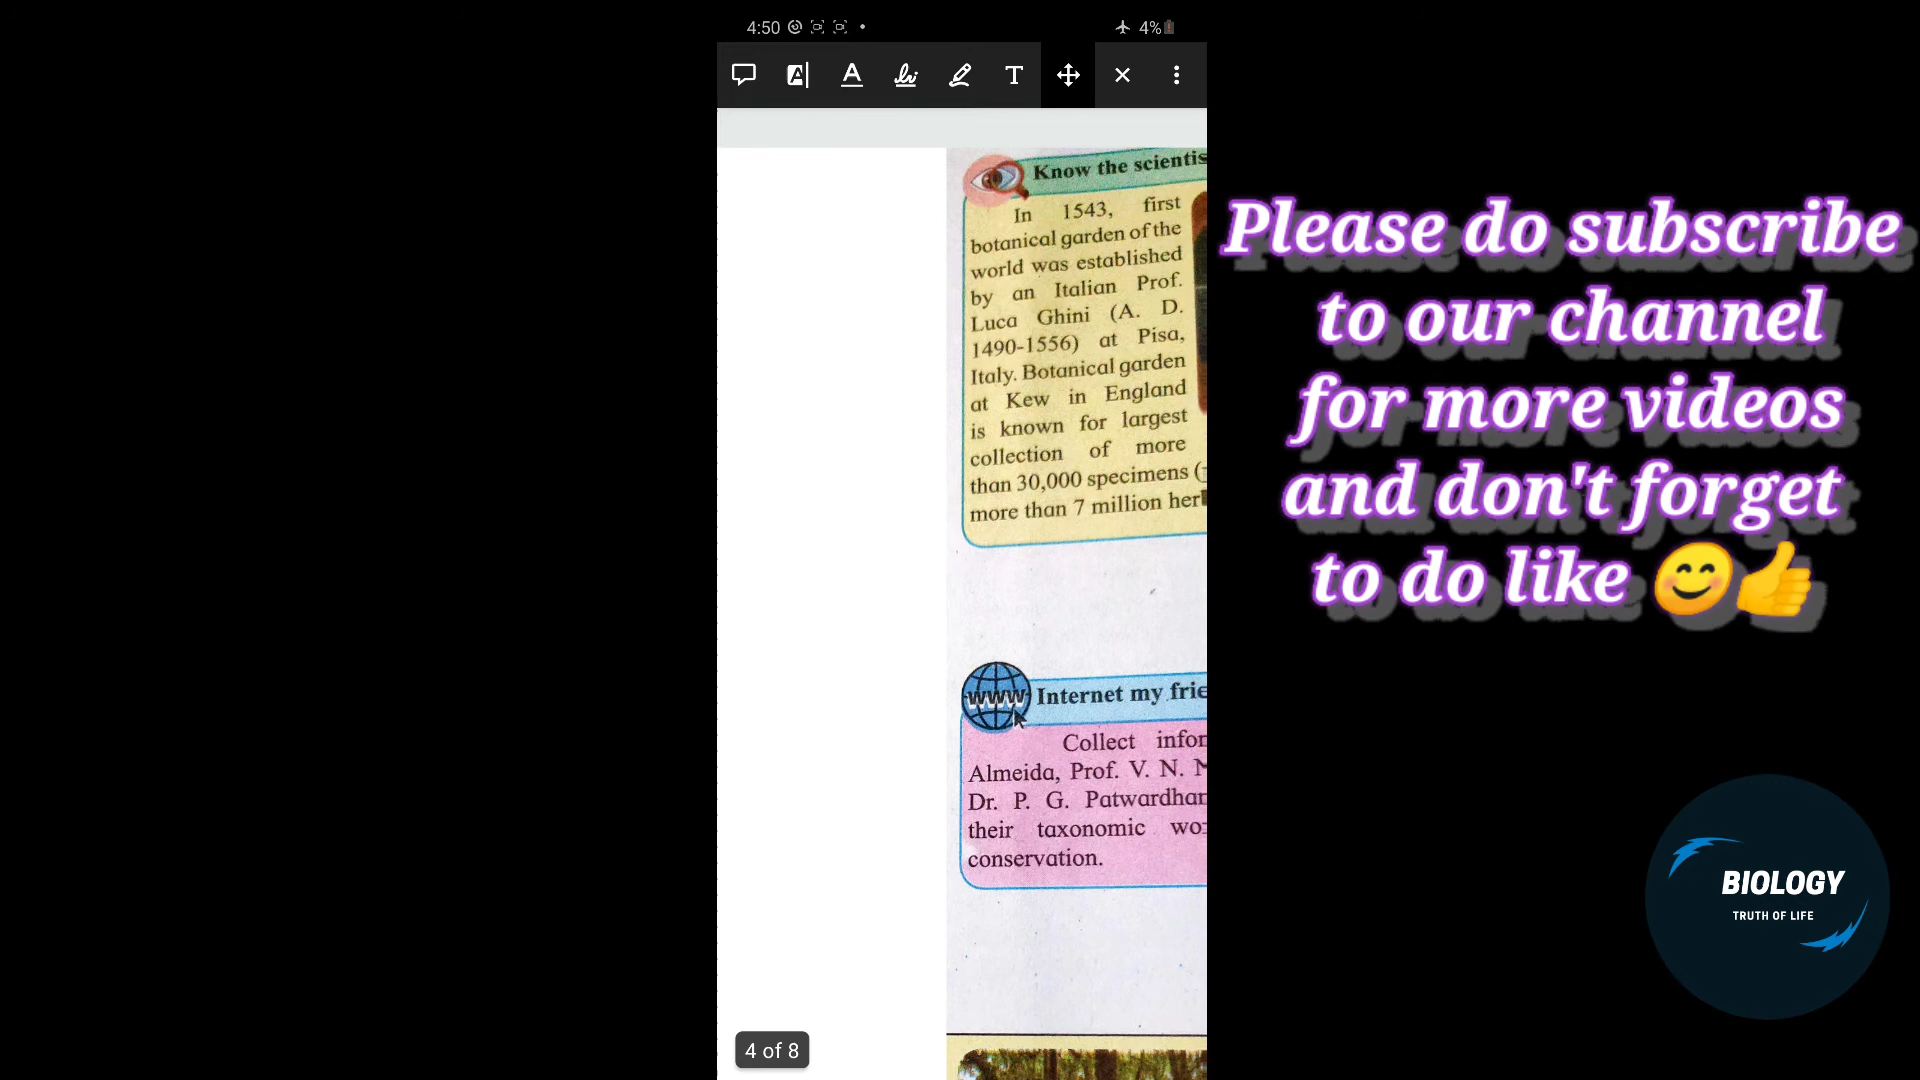 4:50
4%
T
4 of 8
Know the
In 1543, first
botanical garden of the
world was established
by an Italian Prof.
Luca Ghini (A. D.
1490-1556) at Pisa,
Italy. Botanical garden
at Kew in England
is known for largest
collection of more
than 30,000 specimens (
more than 7 million
www
Internet my
Collect
Almeida, Prof. V. N.
Dr. P. G.
their taxonomic
conservation.
Please do subscribe
to our channel
for more videos
and don't forget
to do like 😊👍
BIOLOGY
TRUTH OF LIFE